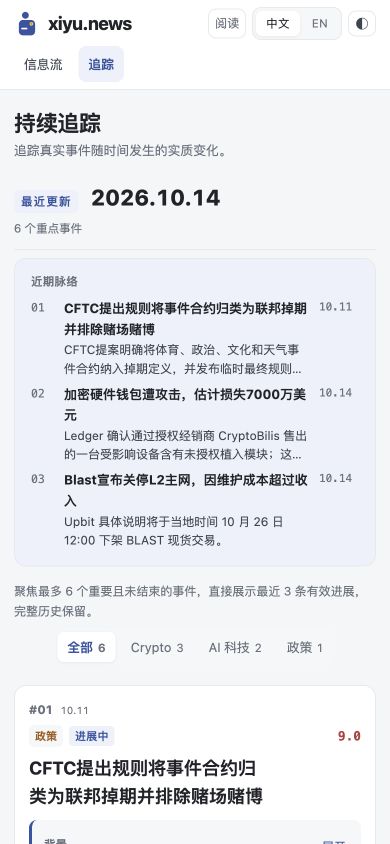 xiyu.news
阅读
中文
EN
信息流
追踪
持续追踪
追踪真实事件随时间发生的实质变化。
最近更新 2026.10.14
6 个重点事件
近期脉络
01 CFTC提出规则将事件合约归类为联邦掉期 10.11
并排除赌场赌博
CFTC提案明确将体育、政治、文化和天气事
件合约纳入掉期定义，并发布临时最终规则...
02 加密硬件钱包遭攻击，估计损失7000万美 10.14
元
Ledger 确认通过授权经销商 CryptoBilis 售出
的一台受影响设备含有未授权植入模块；这...
03 Blast宣布关停L2主网，因维护成本超过收 10.14
入
Upbit 具体说明将于当地时间 10 月 26 日
12:00 下架 BLAST 现货交易。
聚焦最多 6 个重要且未结束的事件，直接展示最近 3 条有效进展，
完整历史保留。
全部 6 Crypto 3 AI 科技 2 政策 1
#01 10.11
政策 进展中 9.0
CFTC提出规则将事件合约归
类为联邦掉期并排除赌场赌博